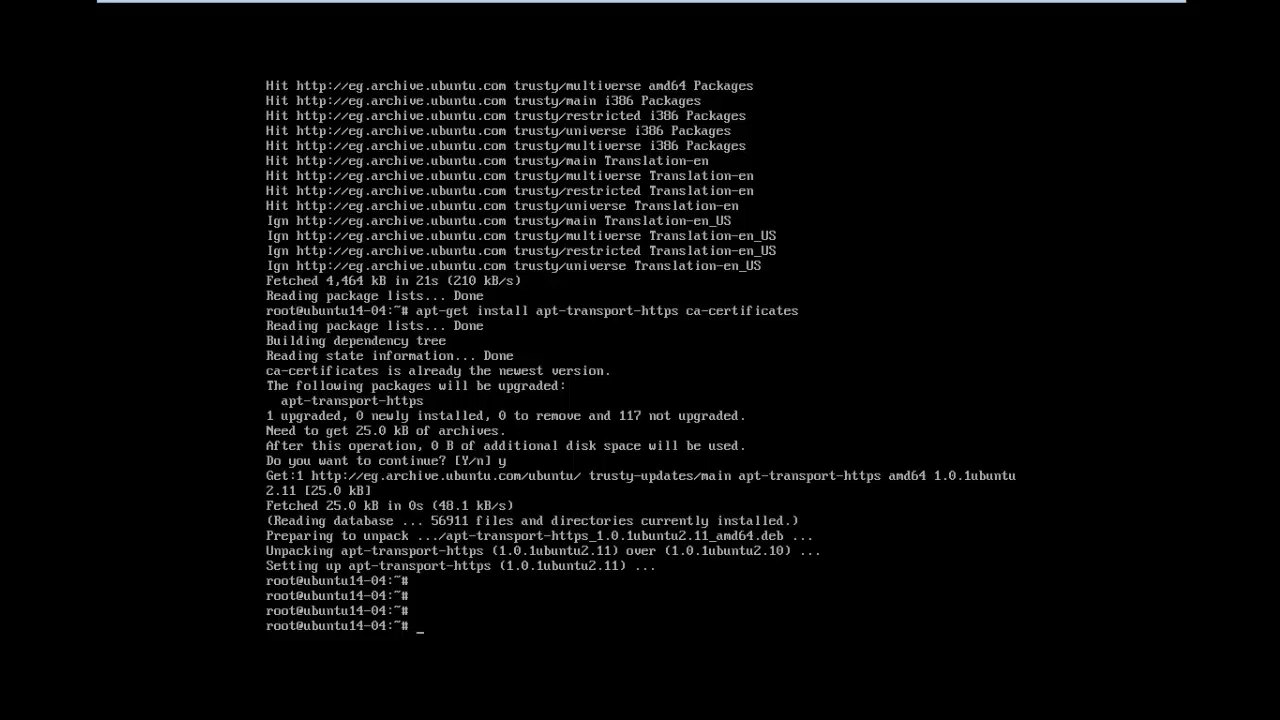 Hit http://eg.archive.ubuntu.com trusty/multiverse amd64 Packages
Hit http://eg.archive.ubuntu.com trusty/main i386 Packages
Hit http://eg.archive.ubuntu.com trusty/restricted i386 Packages
Hit http://eg.archive.ubuntu.com trusty/universe i386 Packages
Hit http://eg.archive.ubuntu.com trusty/multiverse i386 Packages
Hit http://eg.archive.ubuntu.com trusty/main Translation-en
Hit http://eg.archive.ubuntu.com trusty/multiverse Translation-en
Hit http://eg.archive.ubuntu.com trusty/restricted Translation-en
Hit http://eg.archive.ubuntu.com trusty/universe Translation-en
Ign http://eg.archive.ubuntu.com trusty/main Translation-en_US
Ign http://eg.archive.ubuntu.com trusty/multiverse Translation-en_US
Ign http://eg.archive.ubuntu.com trusty/restricted Translation-en_US
Ign http://eg.archive.ubuntu.com trusty/universe Translation-en_US
Fetched 4,464 kB in 21s (210 kB/s)
Reading package lists... Done
root@ubuntu14-04:~# apt-get install apt-transport-https ca-certificates
Reading package lists... Done
Building dependency tree
Reading state information... Done
ca-certificates is already the newest version.
The following packages will be upgraded:
  apt-transport-https
1 upgraded, 0 newly installed, 0 to remove and 117 not upgraded.
Need to get 25.0 kB of archives.
After this operation, 0 B of additional disk space will be used.
Do you want to continue? [Y/n] y
Get:1 http://eg.archive.ubuntu.com/ubuntu/ trusty-updates/main apt-transport-https amd64 1.0.1ubuntu
2.11 [25.0 kB]
Fetched 25.0 kB in 0s (48.1 kB/s)
(Reading database ... 56911 files and directories currently installed.)
Preparing to unpack .../apt-transport-https_1.0.1ubuntu2.11_amd64.deb ...
Unpacking apt-transport-https (1.0.1ubuntu2.11) over (1.0.1ubuntu2.10) ...
Setting up apt-transport-https (1.0.1ubuntu2.11) ...
root@ubuntu14-04:~#
root@ubuntu14-04:~#
root@ubuntu14-04:~#
root@ubuntu14-04:~# _